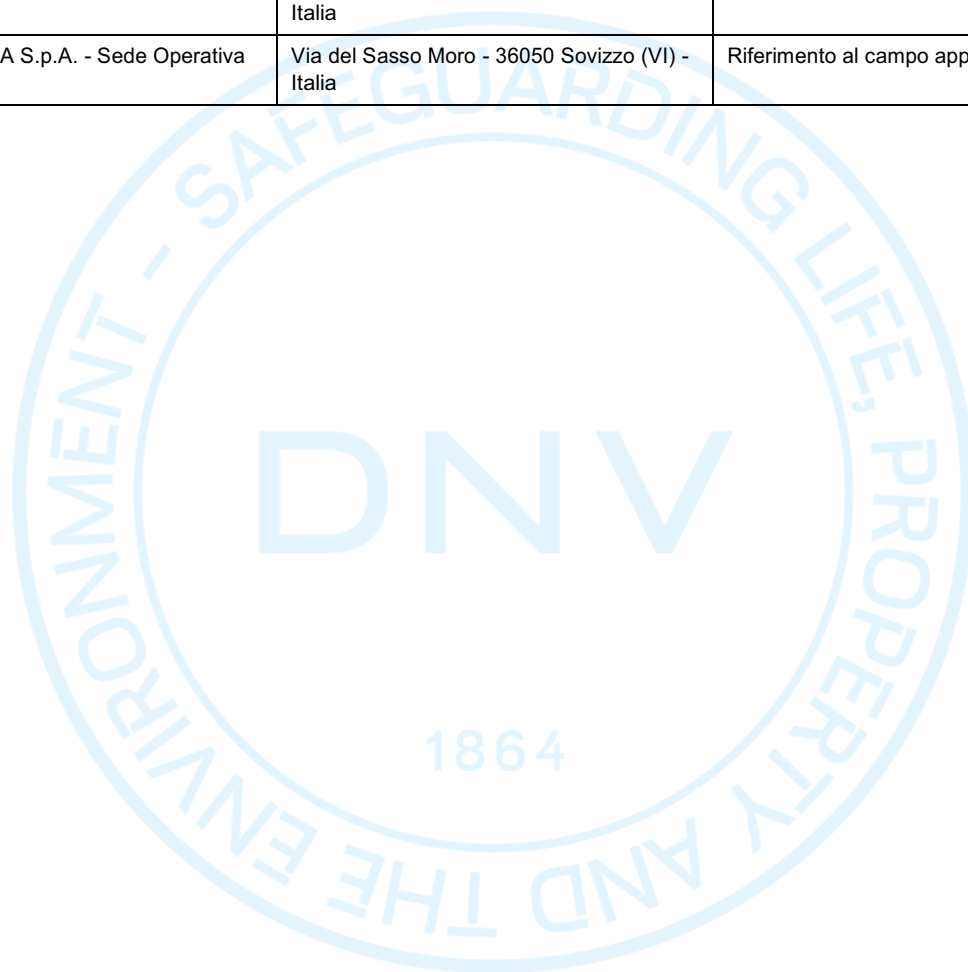 Italia
A S.p.A. - Sede Operativa
Via del Sasso Moro - 36050 Sovizzo (VI) -
Italia
Riferimento al campo app
SAFEGUARDING LIFE, PROPERTY AND THE ENVIRONMENT -
DNV
1864